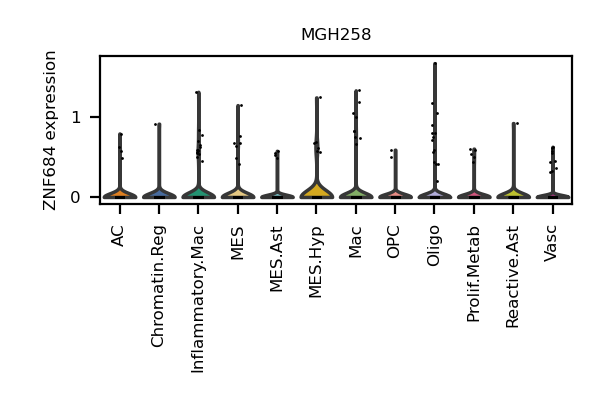 MGH258
ZNF684 expression
1
0
AC
Chromatin.Reg
Inflammatory.Mac
MES
MES.Ast
MES.Hyp
Mac
OPC
Oligo
Prolif.Metab
Reactive.Ast
Vasc